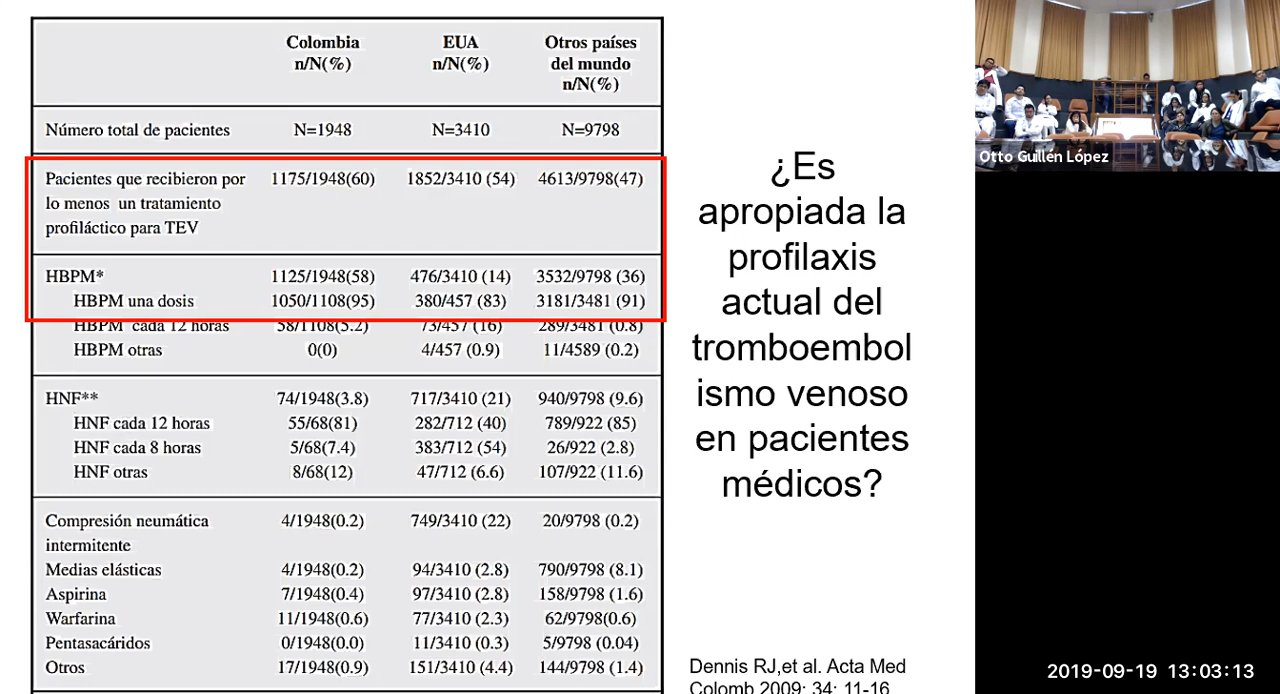 Colombia EUA Otros países
n/N(%) n/N(%) del mundo
n/N(%)
Número total de pacientes N=1948 N=3410 N=9798
Pacientes que recibieron por 1175/1948(60) 1852/3410 (54) 4613/9798(47)
lo menos un tratamiento
profiláctico para TEV
HBPM* 1125/1948(58) 476/3410 (14) 3532/9798 (36)
HBPM una dosis 1050/1108(95) 380/457 (83) 3181/3481 (91)
HBPM cada 12 horas 58/1108(5.2) 73/457 (16) 289/3481 (0.8)
HBPM otras 0(0) 4/457 (0.9) 11/4589 (0.2)
HNF** 74/1948(3.8) 717/3410 (21) 940/9798 (9.6)
HNF cada 12 horas 55/68(81) 282/712 (40) 789/922 (85)
HNF cada 8 horas 5/68(7.4) 383/712 (54) 26/922 (2.8)
HNF otras 8/68(12) 47/712 (6.6) 107/922 (11.6)
Compresión neumática 4/1948(0.2) 749/3410 (22) 20/9798 (0.2)
intermitente
Medias elásticas 4/1948(0.2) 94/3410 (2.8) 790/9798 (8.1)
Aspirina 7/1948(0.4) 97/3410 (2.8) 158/9798 (1.6)
Warfarina 11/1948(0.6) 77/3410 (2.3) 62/9798(0.6)
Pentasacáridos 0/1948(0.0) 11/3410 (0.3) 5/9798 (0.04)
Otros 17/1948(0.9) 151/3410 (4.4) 144/9798 (1.4)
¿Es
apropiada la
profilaxis
actual del
tromboembol
ismo venoso
en pacientes
médicos?
Dennis RJ,et al. Acta Med
Colomb 2009; 34: 11-16
Otto Guillén López
2019-09-19 13:03:13